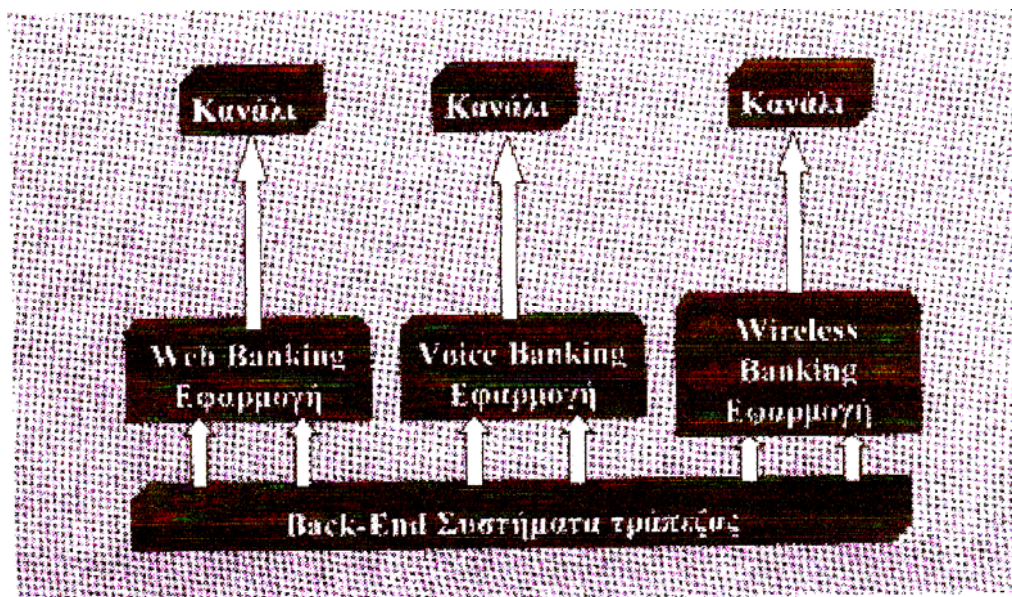 Κανάλι
Κανάλι
Κανάλι
Web Banking
Εφαρμογή
Voice Banking
Εφαρμογή
Wireless
Banking
Εφαρμογή
Back-End Συστήματα τράπεζας